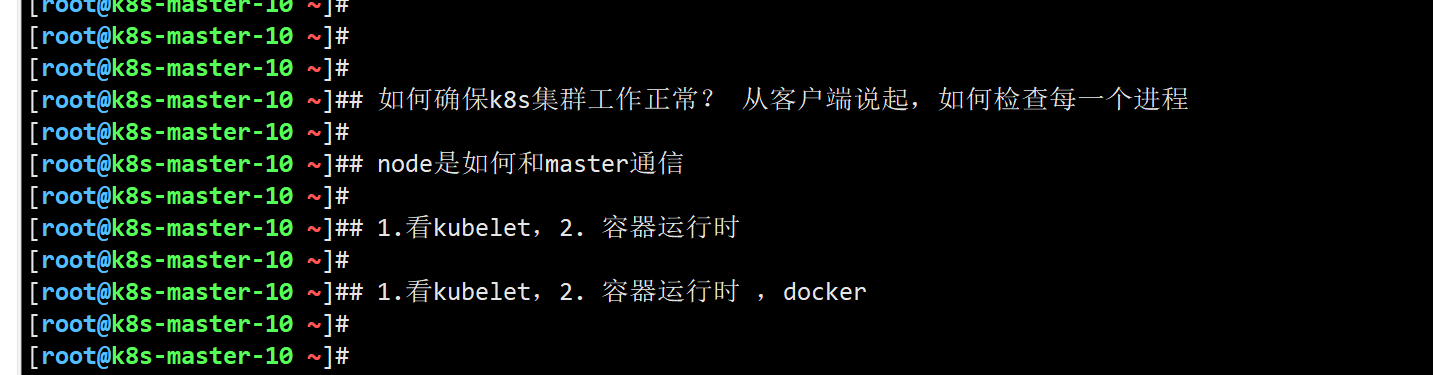 [root@k8s-master-10 ~]#
[root@k8s-master-10 ~]#
[root@k8s-master-10 ~]#
[root@k8s-master-10 ~]## 如何确保k8s集群工作正常？ 从客户端说起，如何检查每一个进程
[root@k8s-master-10 ~]#
[root@k8s-master-10 ~]## node是如何和master通信
[root@k8s-master-10 ~]#
[root@k8s-master-10 ~]## 1.看kubelet，2. 容器运行时
[root@k8s-master-10 ~]#
[root@k8s-master-10 ~]## 1.看kubelet，2. 容器运行时 ，docker
[root@k8s-master-10 ~]#
[root@k8s-master-10 ~]#